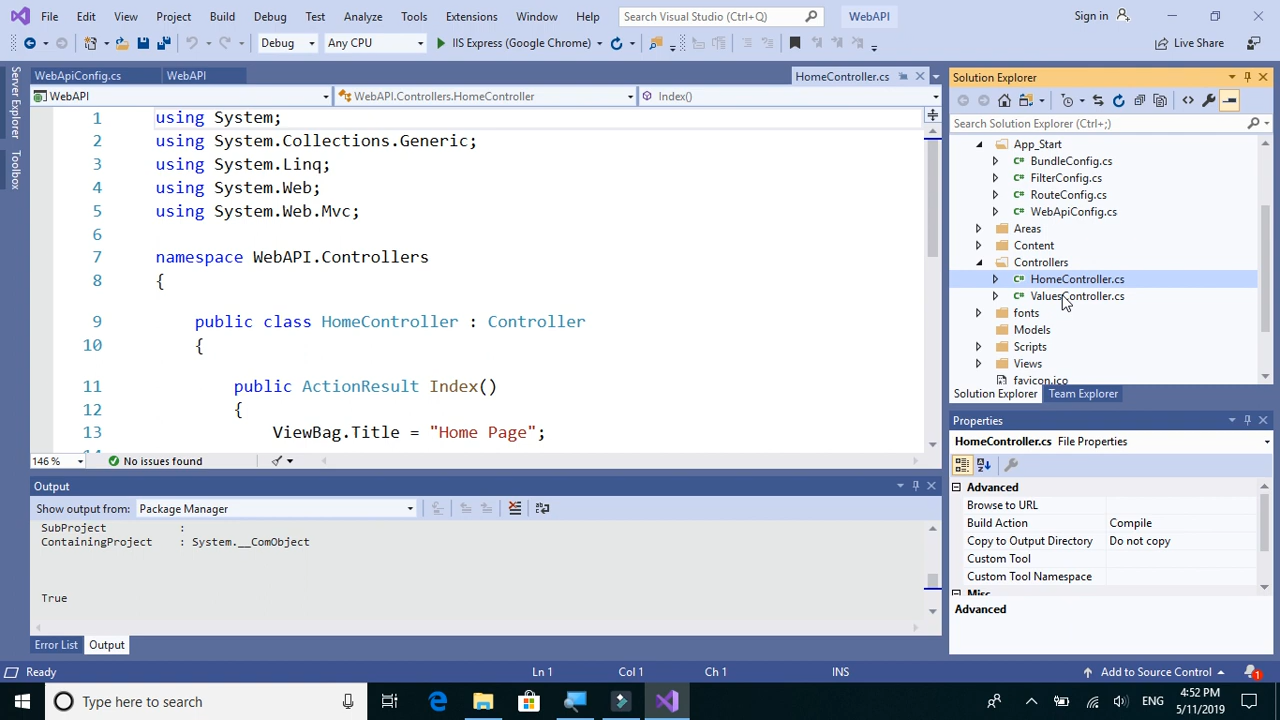 File Edit View Project Build Debug Test Analyze Tools Extensions Window Help Search Visual Studio (Ctrl+Q) WebAPI Sign in
Debug Any CPU IIS Express (Google Chrome) Live Share
Server Explorer
Toolbox
WebApiConfig.cs WebAPI HomeController.cs
WebAPI WebAPI.Controllers.HomeController Index()
1 using System;
2 using System.Collections.Generic;
3 using System.Linq;
4 using System.Web;
5 using System.Web.Mvc;
6
7 namespace WebAPI.Controllers
8 {
9 public class HomeController : Controller
10 {
11 public ActionResult Index()
12 {
13 ViewBag.Title = "Home Page";
146 % No issues found
Output
Show output from: Package Manager
SubProject :
ContainingProject : System.__ComObject
True
Error List Output
Solution Explorer
Search Solution Explorer (Ctrl+;)
App_Start
BundleConfig.cs
FilterConfig.cs
RouteConfig.cs
WebApiConfig.cs
Areas
Content
Controllers
HomeController.cs
ValuesController.cs
fonts
Models
Scripts
Views
favicon.ico
Solution Explorer Team Explorer
Properties
HomeController.cs File Properties
Advanced
Browse to URL
Build Action Compile
Copy to Output Directory Do not copy
Custom Tool
Custom Tool Namespace
Misc
Advanced
Ready Ln 1 Col 1 Ch 1 INS Add to Source Control 1
Type here to search ENG 4:52 PM
5/11/2019